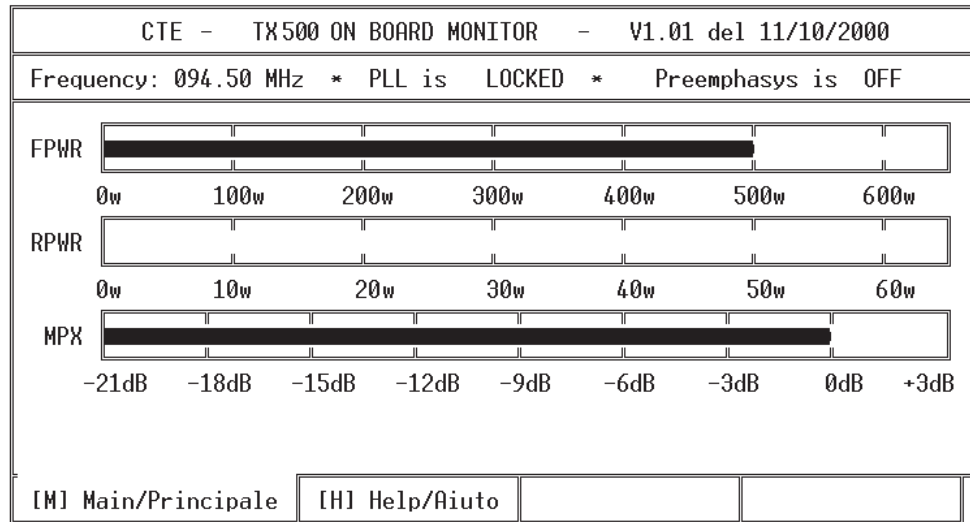 CTE - TX500 ON BOARD MONITOR - V1.01 del 11/10/2000
Frequency: 094.50 MHz * PLL is LOCKED * Preemphasys is OFF
FPWR
0w 100w 200w 300w 400w 500w 600w
RPWR
0w 10w 20w 30w 40w 50w 60w
MPX
-21dB -18dB -15dB -12dB -9dB -6dB -3dB 0dB +3dB
[M] Main/Principale [H] Help/Aiuto